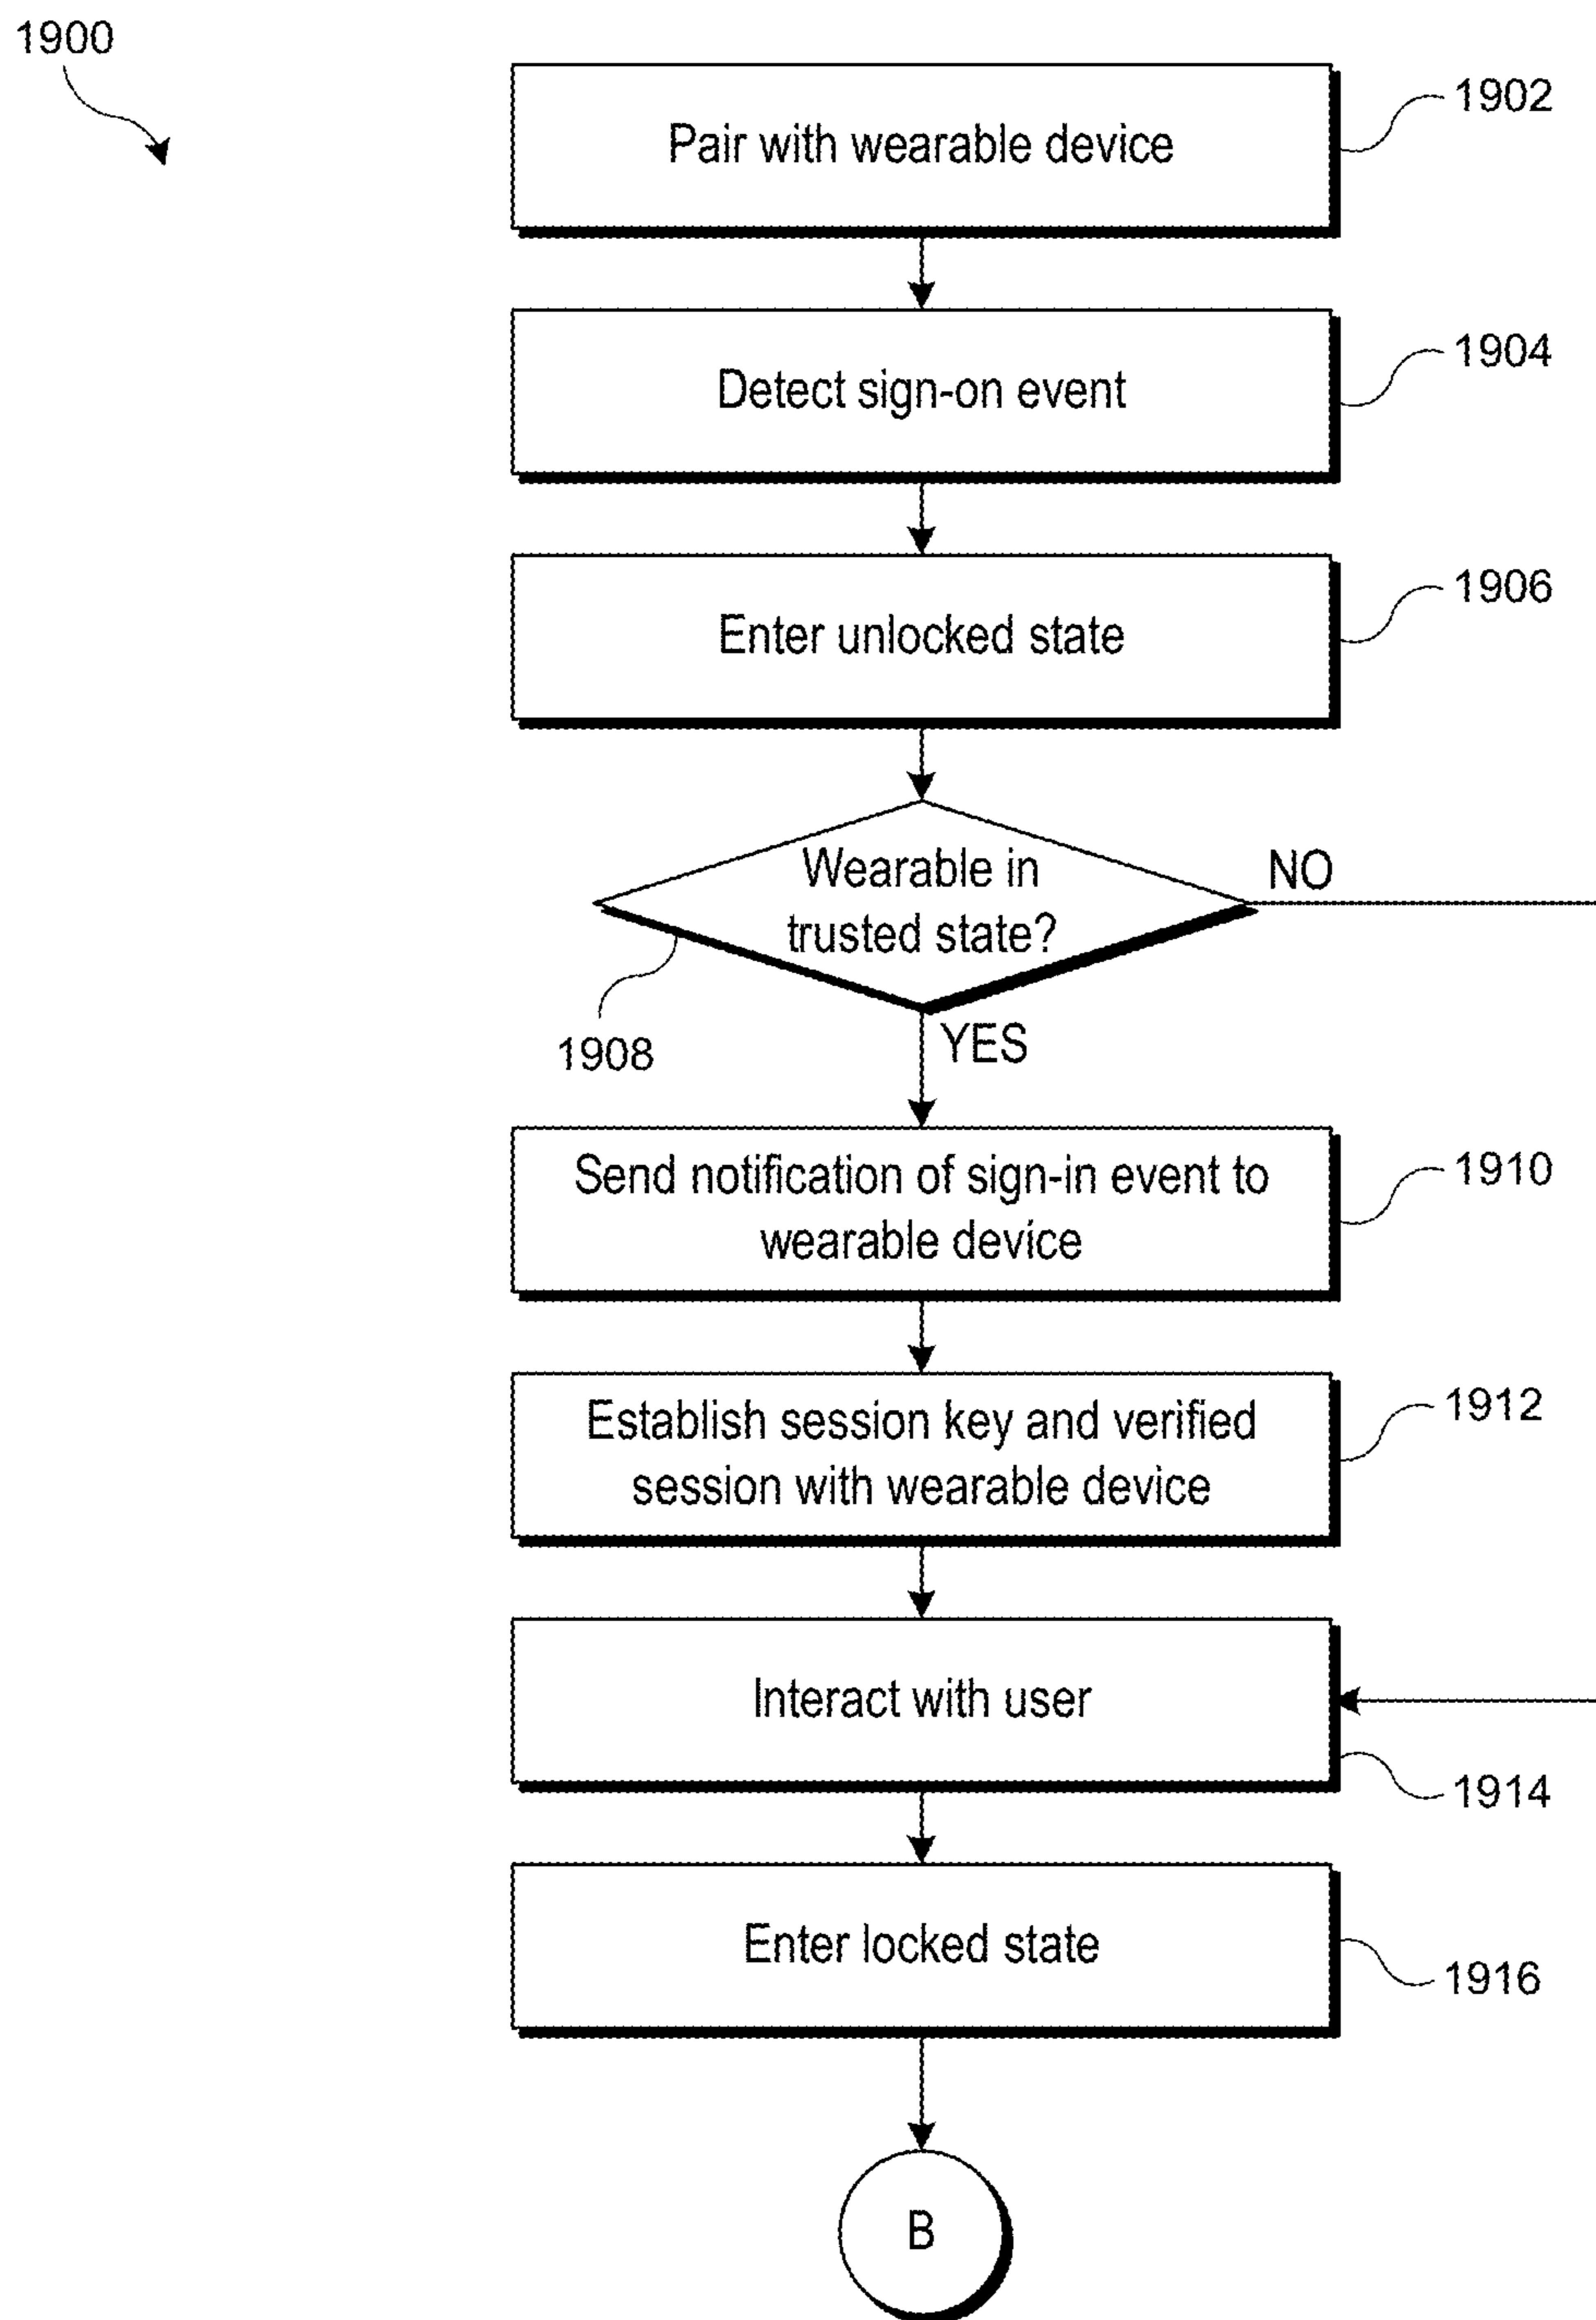 1900
Pair with wearable device
1902
Detect sign-on event
1904
Enter unlocked state
1906
Wearable in
trusted state?
NO
1908
YES
Send notification of sign-in event to
wearable device
1910
Establish session key and verified
session with wearable device
1912
Interact with user
1914
Enter locked state
1916
B